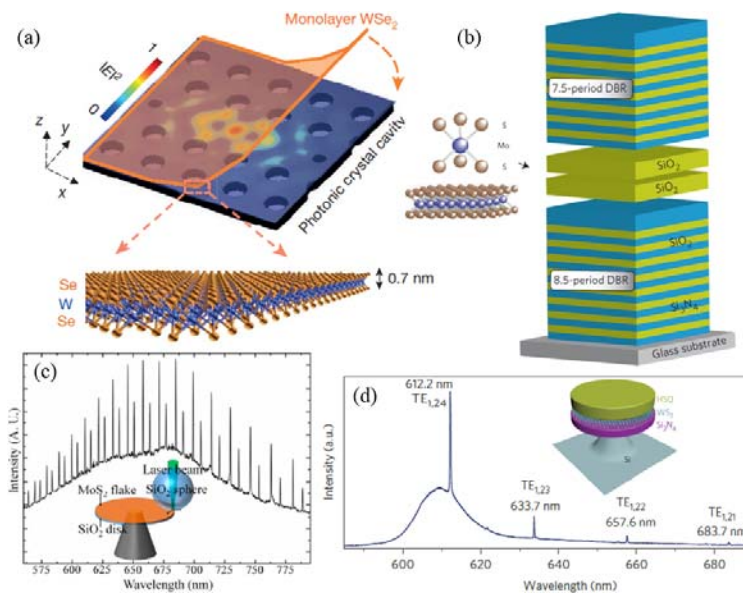 (a)
Monolayer WSe₂
1
|E|²
0
z
y
x
Photonic crystal cavity
Se
W
Se
0.7 nm
(b)
7.5-period DBR
S
Mo
S
SiO₂
SiO₂
SiO₂
8.5-period DBR
Si₃N₄
Glass substrate
(c)
Intensity (A. U.)
Laser beam
MoS₂ flake
SiO₂ sphere
SiO₂ disk
575 600 625 650 675 700 725 750 775
Wavelength (nm)
(d)
612.2 nm
TE₁,₂₄
HSQ
WS₂
Si₃N₄
Si
TE₁,₂₃
633.7 nm
TE₁,₂₂
657.6 nm
TE₁,₂₁
683.7 nm
Intensity (a.u.)
600 620 640 660 680
Wavelength (nm)